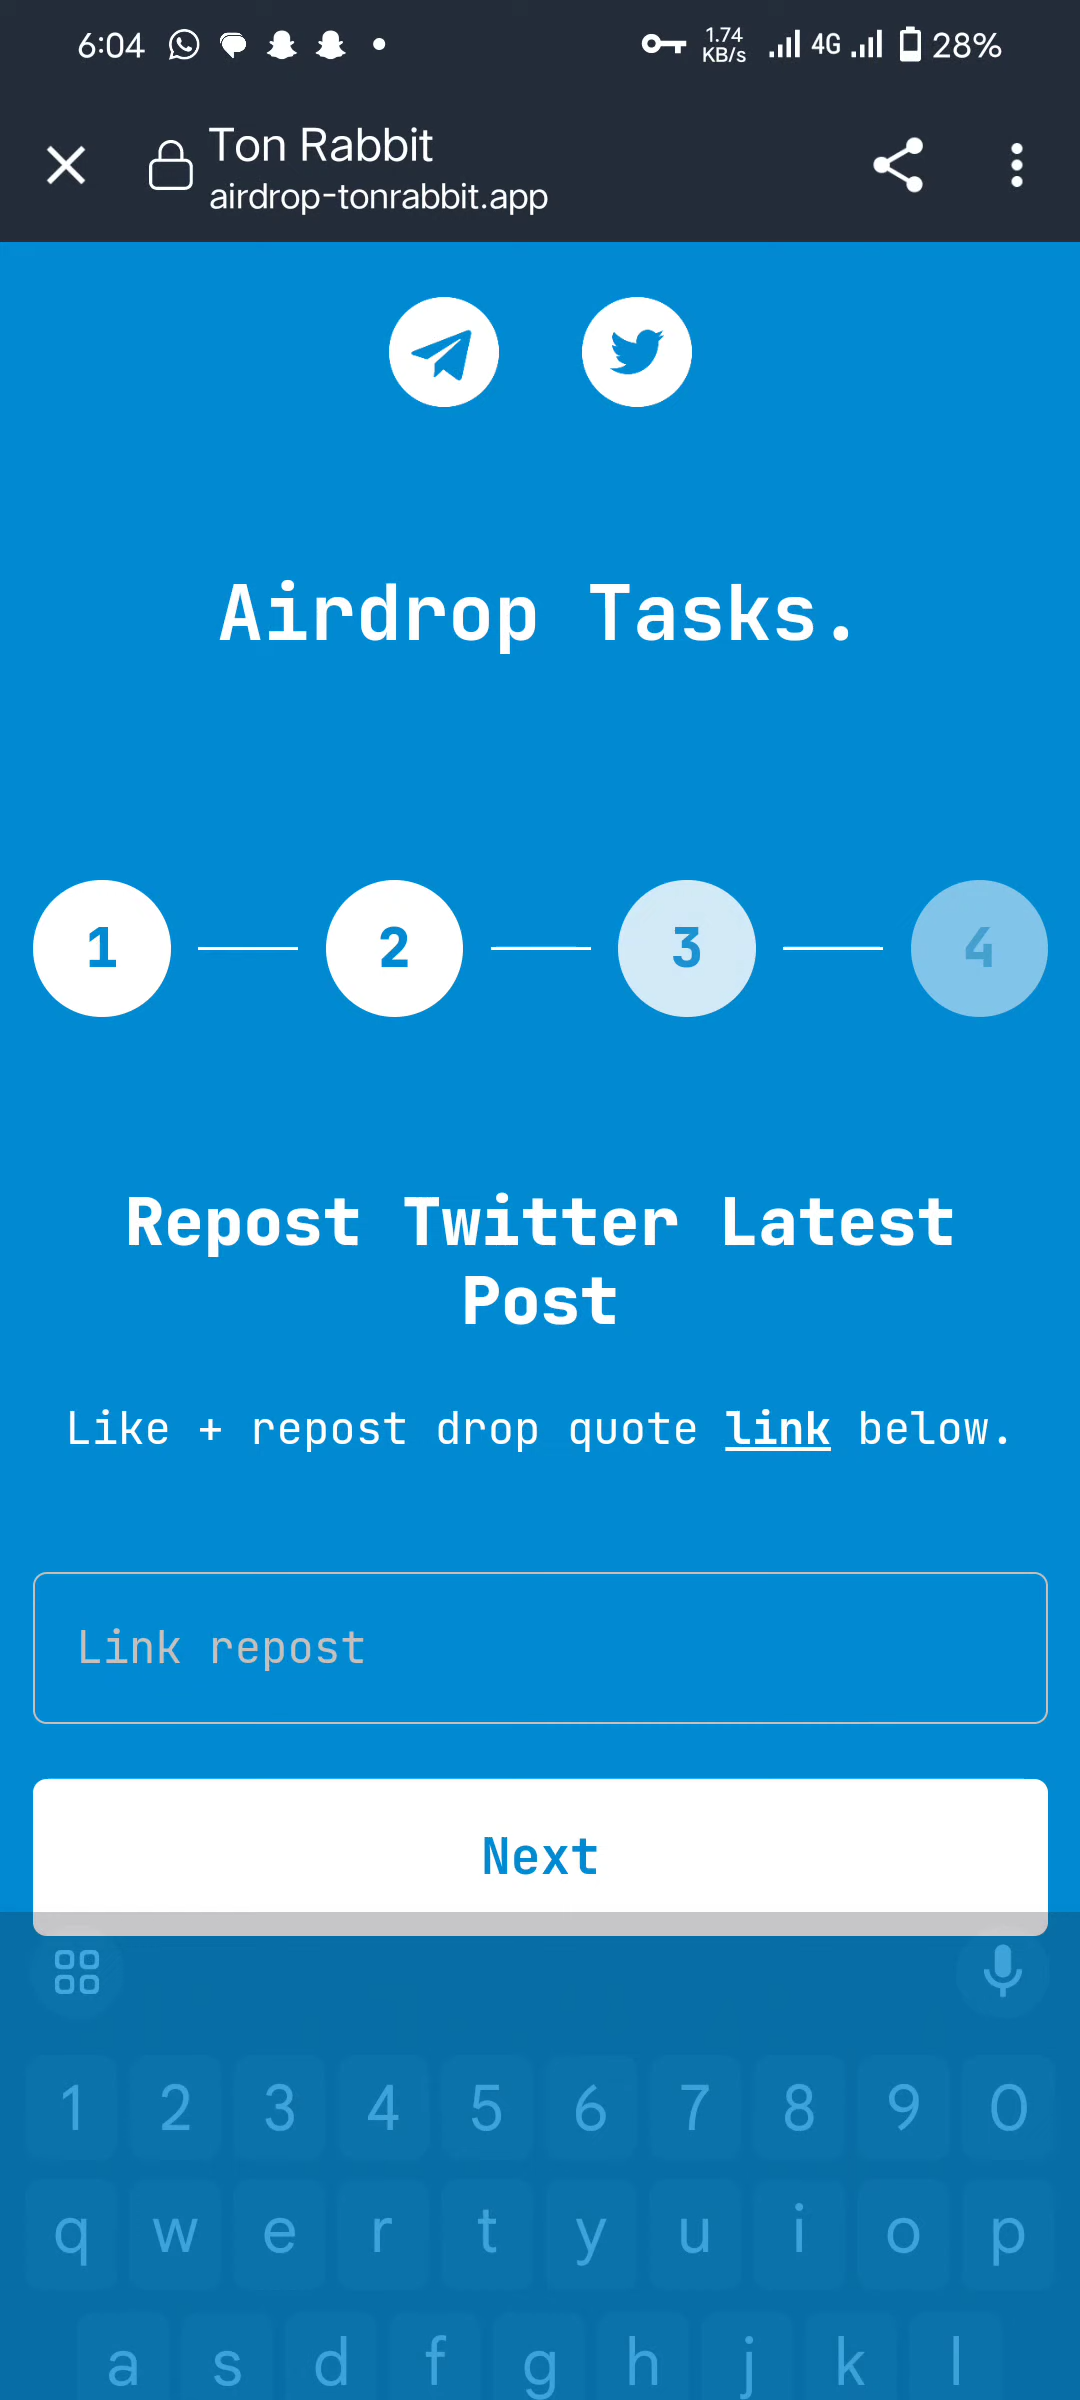 6:04 1.74 KB/s 4G 28%
Ton Rabbit
airdrop-tonrabbit.app
Airdrop Tasks.
1 2 3 4
Repost Twitter Latest
Post
Like + repost drop quote link below.
Link repost
Next
1 2 3 4 5 6 7 8 9 0
q w e r t y u i o p
a s d f g h j k l